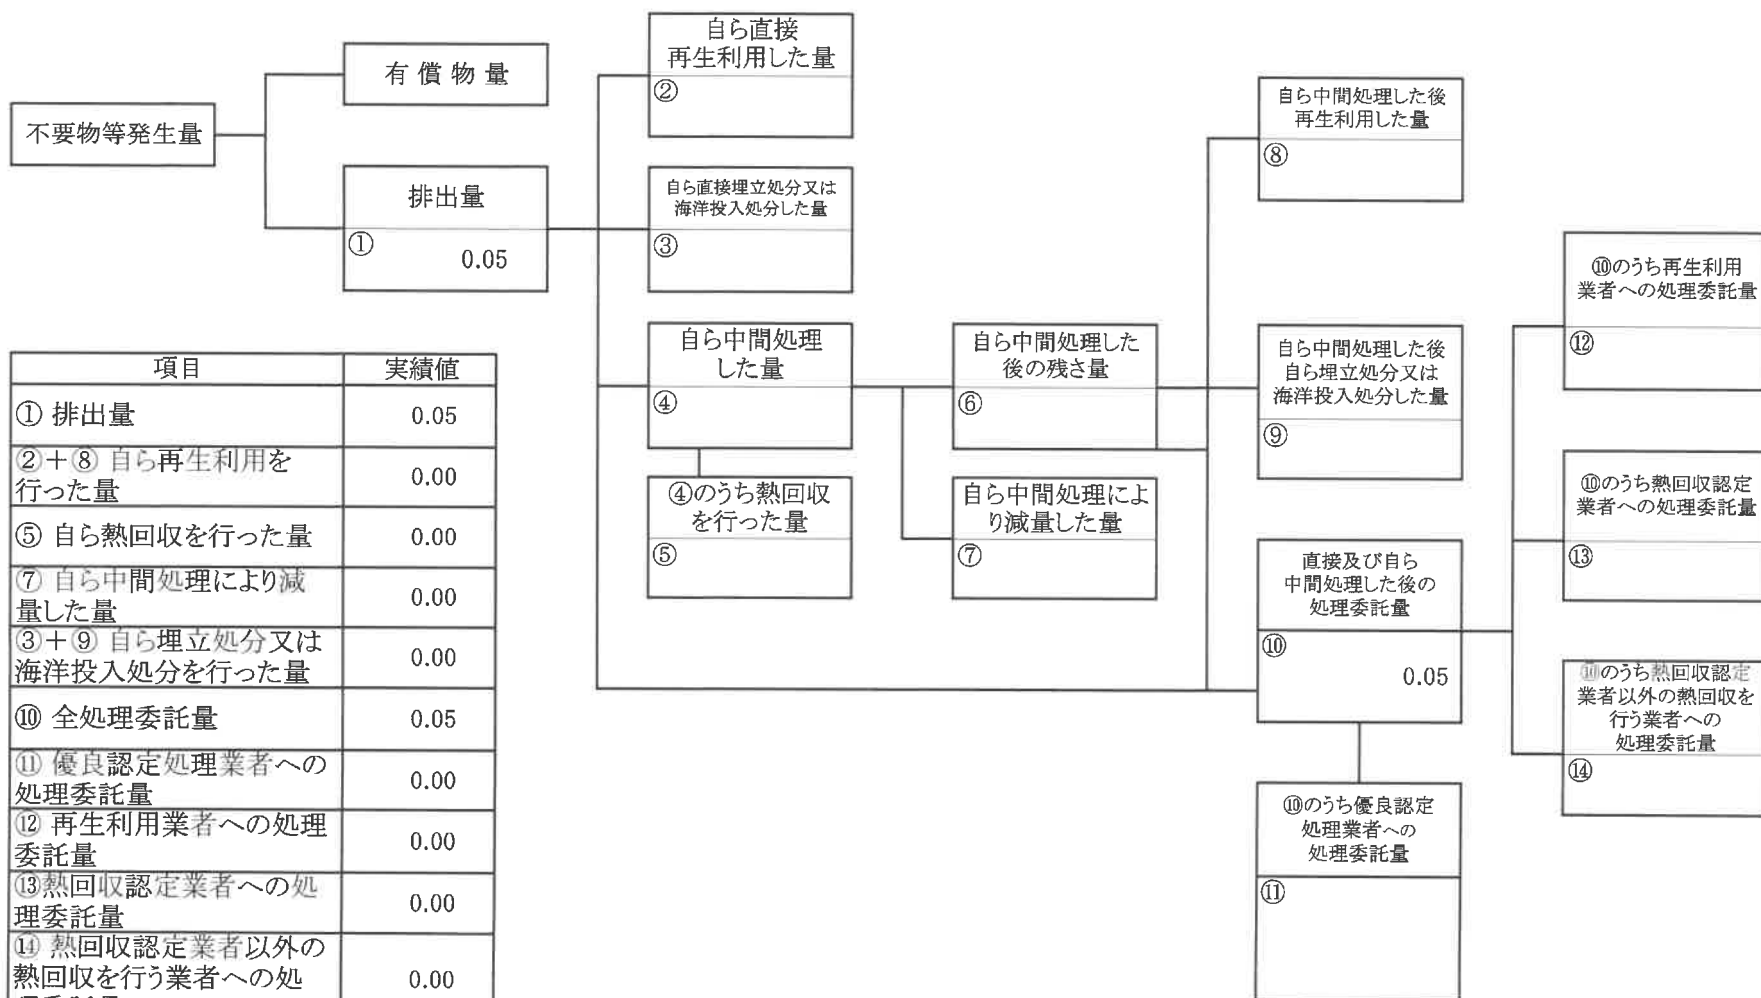 不要物等発生量
有償物量
排出量
①
0.05
自ら直接
再生利用した量
②
自ら直接埋立処分又は
海洋投入処分した量
③
自ら中間処理
した量
④
④のうち熱回収
を行った量
⑤
自ら中間処理した
後の残さ量
⑥
自ら中間処理によ
り減量した量
⑦
自ら中間処理した後
再生利用した量
⑧
自ら中間処理した後
自ら埋立処分又は
海洋投入処分した量
⑨
直接及び自ら
中間処理した後の
処理委託量
⑩
0.05
⑩のうち優良認定
処理業者への
処理委託量
⑪
⑩のうち再生利用
業者への処理委託量
⑫
⑩のうち熱回収認定
業者への処理委託量
⑬
⑩のうち熱回収認定
業者以外の熱回収を
行う業者への
処理委託量
⑭
項目 実績値
① 排出量 0.05
②+⑧ 自ら再生利用を
行った量 0.00
⑤ 自ら熱回収を行った量 0.00
⑦ 自ら中間処理により減
量した量 0.00
③+⑨ 自ら埋立処分又は
海洋投入処分を行った量 0.00
⑩ 全処理委託量 0.05
⑪ 優良認定処理業者への
処理委託量 0.00
⑫ 再生利用業者への処理
委託量 0.00
⑬熱回収認定業者への処
理委託量 0.00
⑭ 熱回収認定業者以外の
熱回収を行う業者への処 0.00